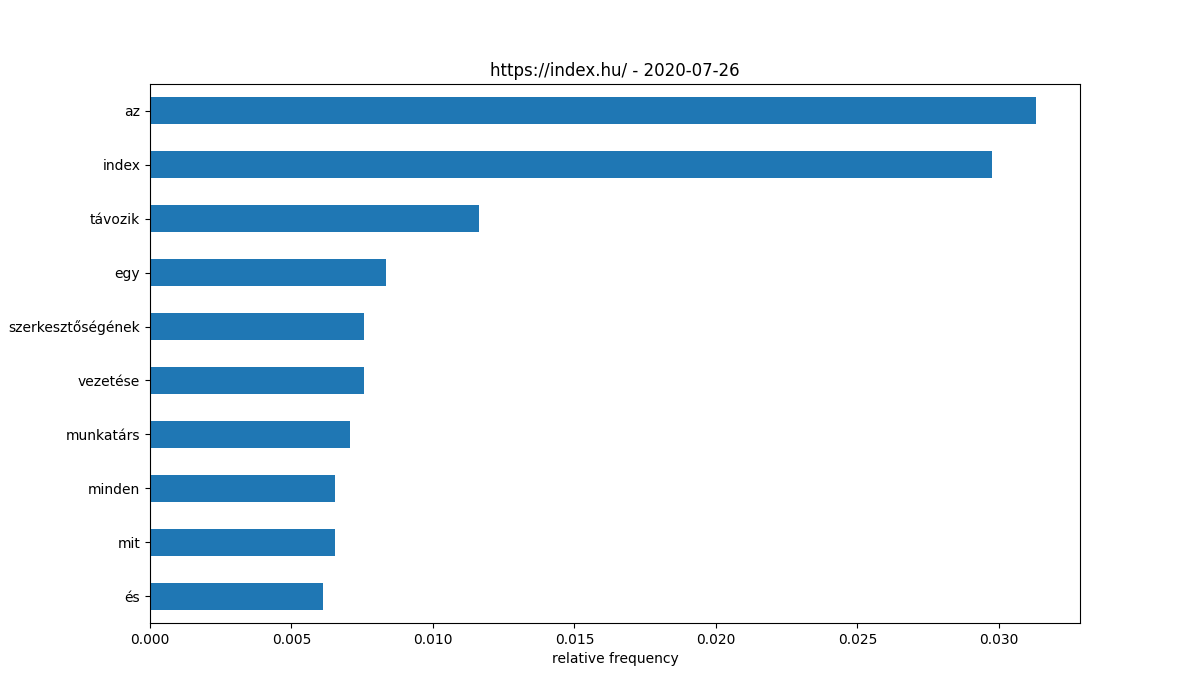 https://index.hu/ - 2020-07-26
az
index
távozik
egy
szerkesztőségének
vezetése
munkatárs
minden
mit
és
0.000 0.005 0.010 0.015 0.020 0.025 0.030
relative frequency